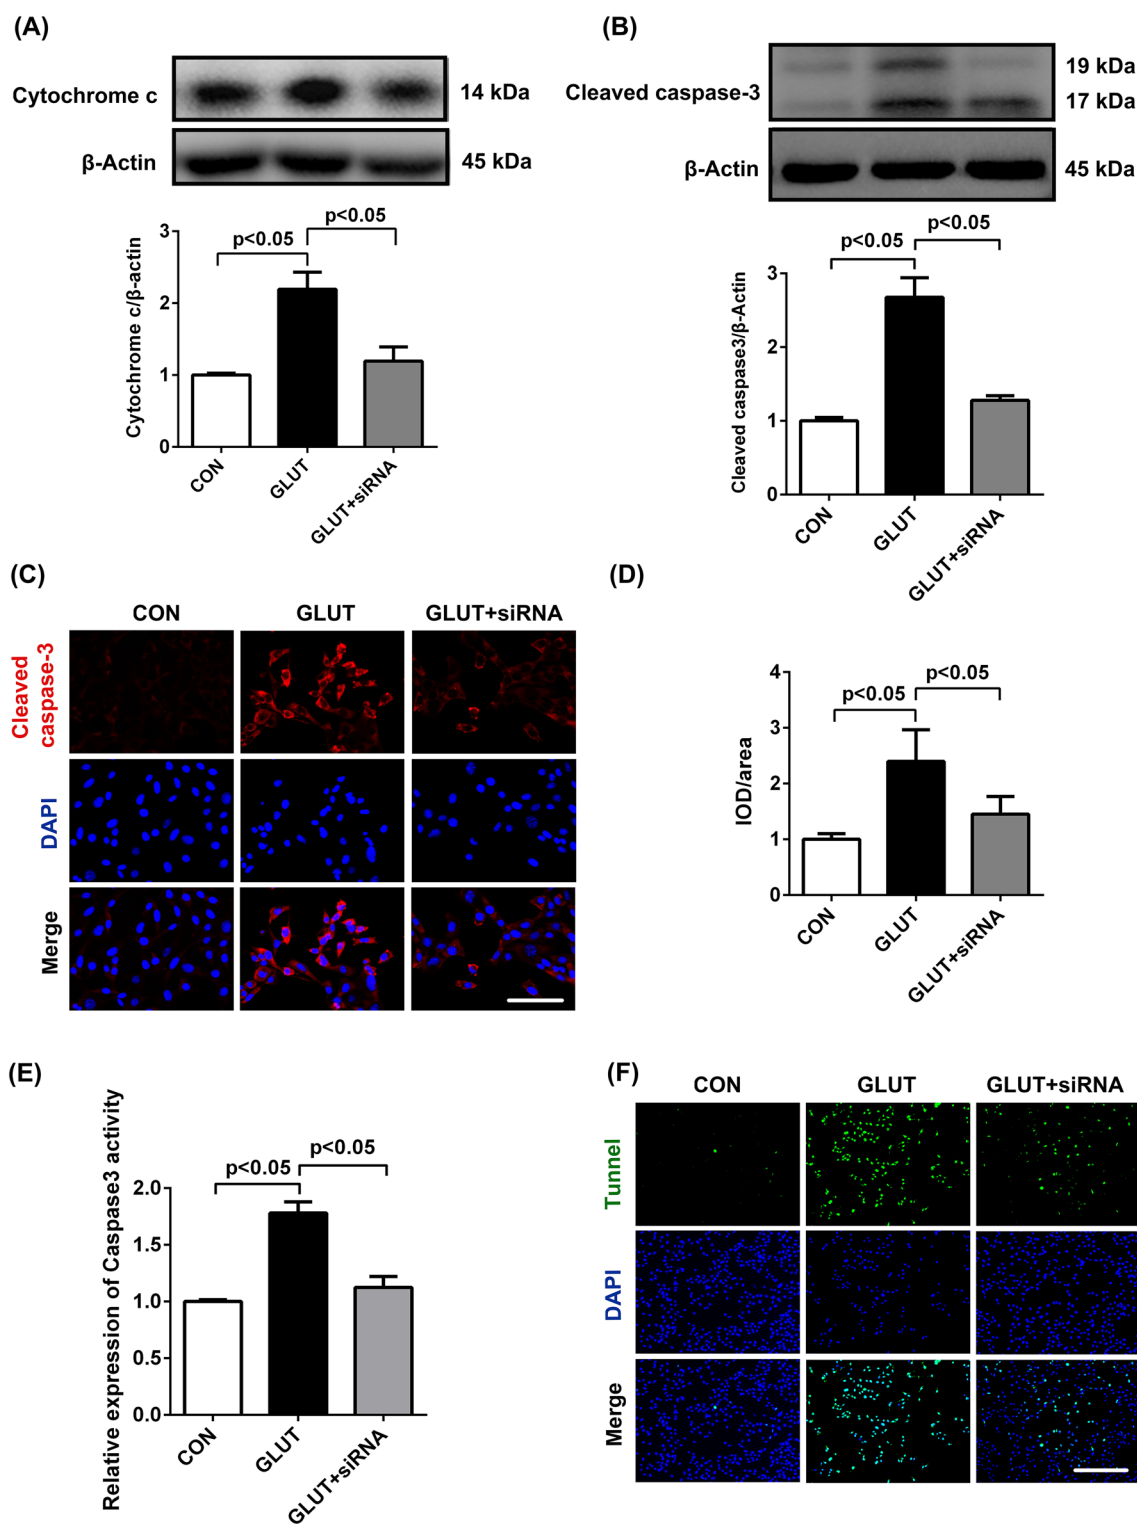 (A)
Cytochrome c
14 kDa
β-Actin
45 kDa
p<0.05
p<0.05
Cytochrome c/β-actin
3
2
1
0
CON
GLUT
GLUT+siRNA
(B)
Cleaved caspase-3
19 kDa
17 kDa
β-Actin
45 kDa
p<0.05
p<0.05
Cleaved caspase3/β-Actin
3
2
1
0
CON
GLUT
GLUT+siRNA
(C)
CON
GLUT
GLUT+siRNA
Cleaved
caspase-3
DAPI
Merge
(D)
p<0.05
p<0.05
IOD/area
4
3
2
1
0
CON
GLUT
GLUT+siRNA
(E)
p<0.05
p<0.05
Relative expression of Caspase3 activity
2.0
1.5
1.0
0.5
0.0
CON
GLUT
GLUT+siRNA
(F)
CON
GLUT
GLUT+siRNA
Tunnel
DAPI
Merge